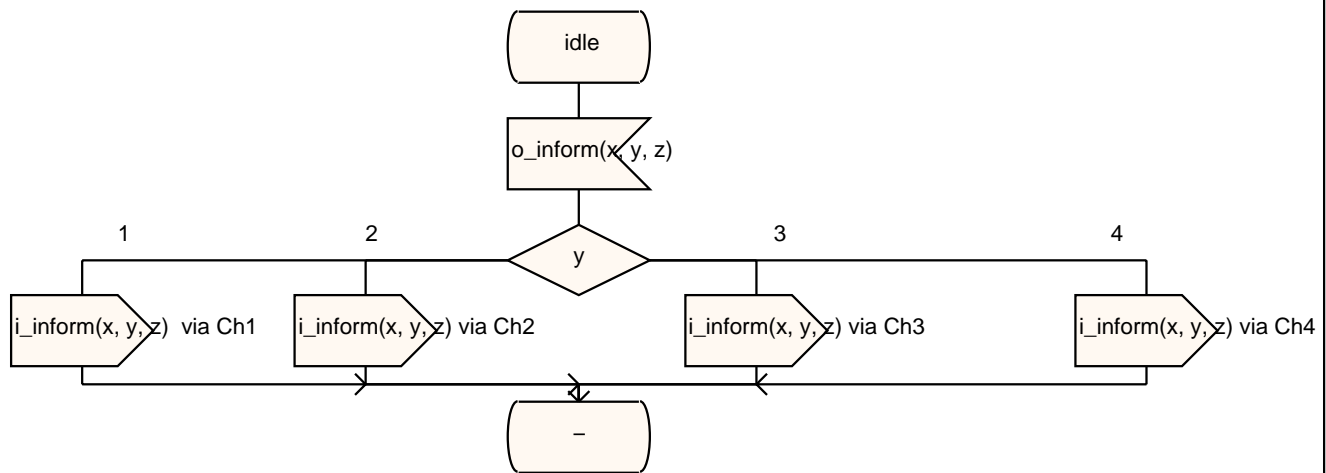 idle
o_inform(x, y, z)
y
1
2
3
4
i_inform(x, y, z) via Ch1
i_inform(x, y, z) via Ch2
i_inform(x, y, z) via Ch3
i_inform(x, y, z) via Ch4
–